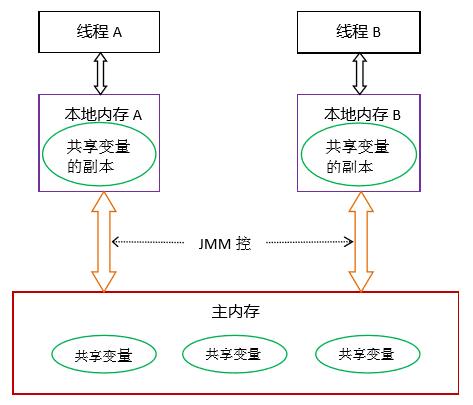 线程 A
线程 B
本地内存 A
本地内存 B
共享变量
的副本
共享变量
的副本
JMM 控
主内存
共享变量
共享变量
共享变量